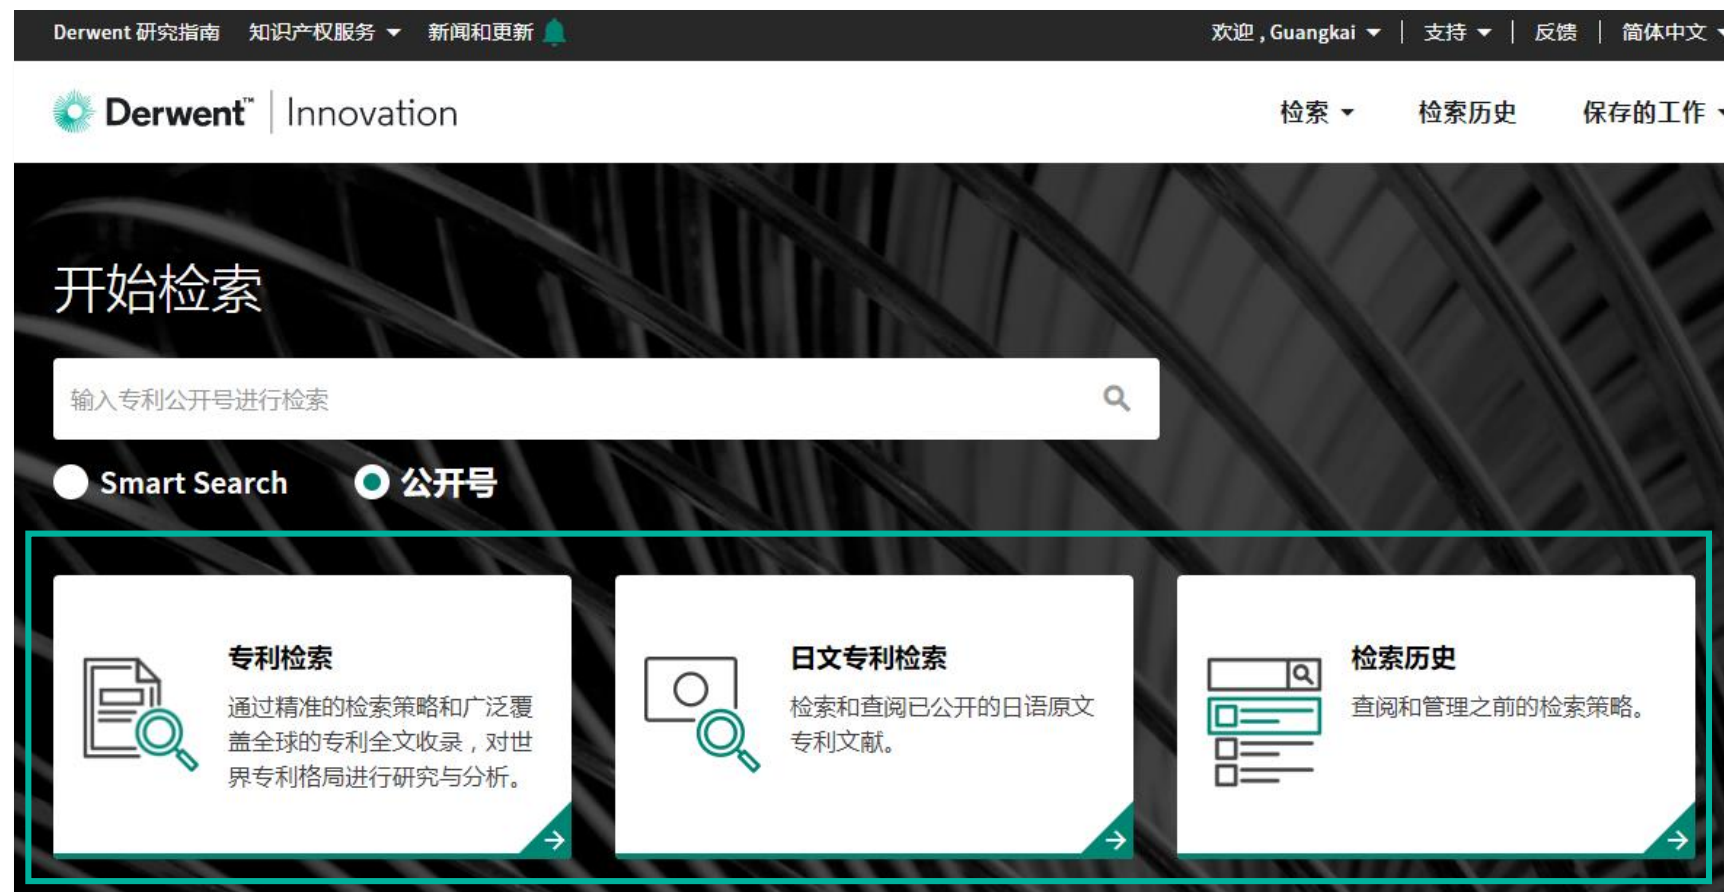 Derwent 研究指南 知识产权服务 新闻和更新 欢迎 , Guangkai 支持 反馈 简体中文
Derwent™ Innovation 检索 检索历史 保存的工作
开始检索
输入专利公开号进行检索
Smart Search 公开号
专利检索
通过精准的检索策略和广泛覆
盖全球的专利全文收录，对世
界专利格局进行研究与分析。
日文专利检索
检索和查阅已公开的日语原文
专利文献。
检索历史
查阅和管理之前的检索策略。